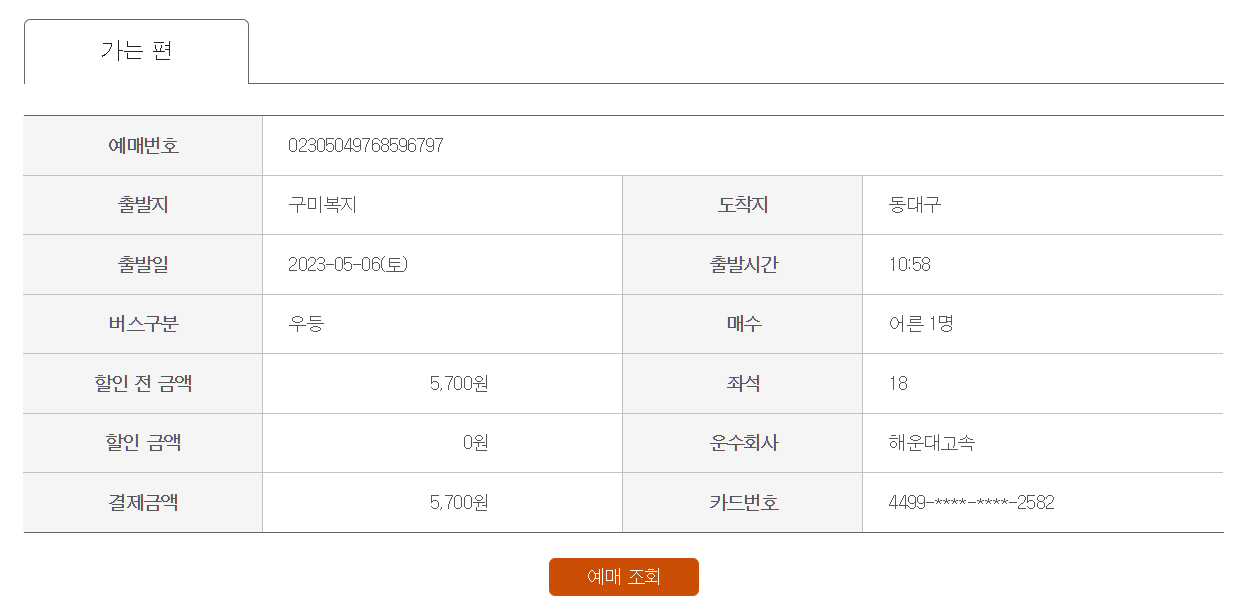 가는 편
예매번호 02305049768596797
출발지 구미복지 도착지 동대구
출발일 2023-05-06(토) 출발시간 10:58
버스구분 우등 매수 어른 1명
할인 전 금액 5,700원 좌석 18
할인 금액 0원 운수회사 해운대고속
결제금액 5,700원 카드번호 4499-****-****-2582
예매 조회